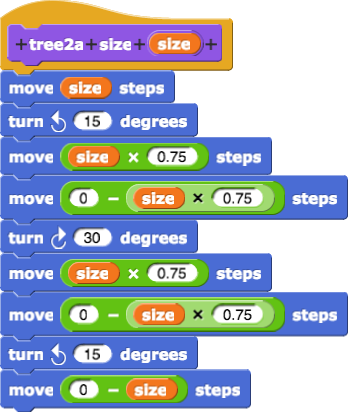 + tree2a + size + size +
move size steps
turn ↺ 15 degrees
move size × 0.75 steps
move 0 - size × 0.75 steps
turn ↻ 30 degrees
move size × 0.75 steps
move 0 - size × 0.75 steps
turn ↺ 15 degrees
move 0 - size steps